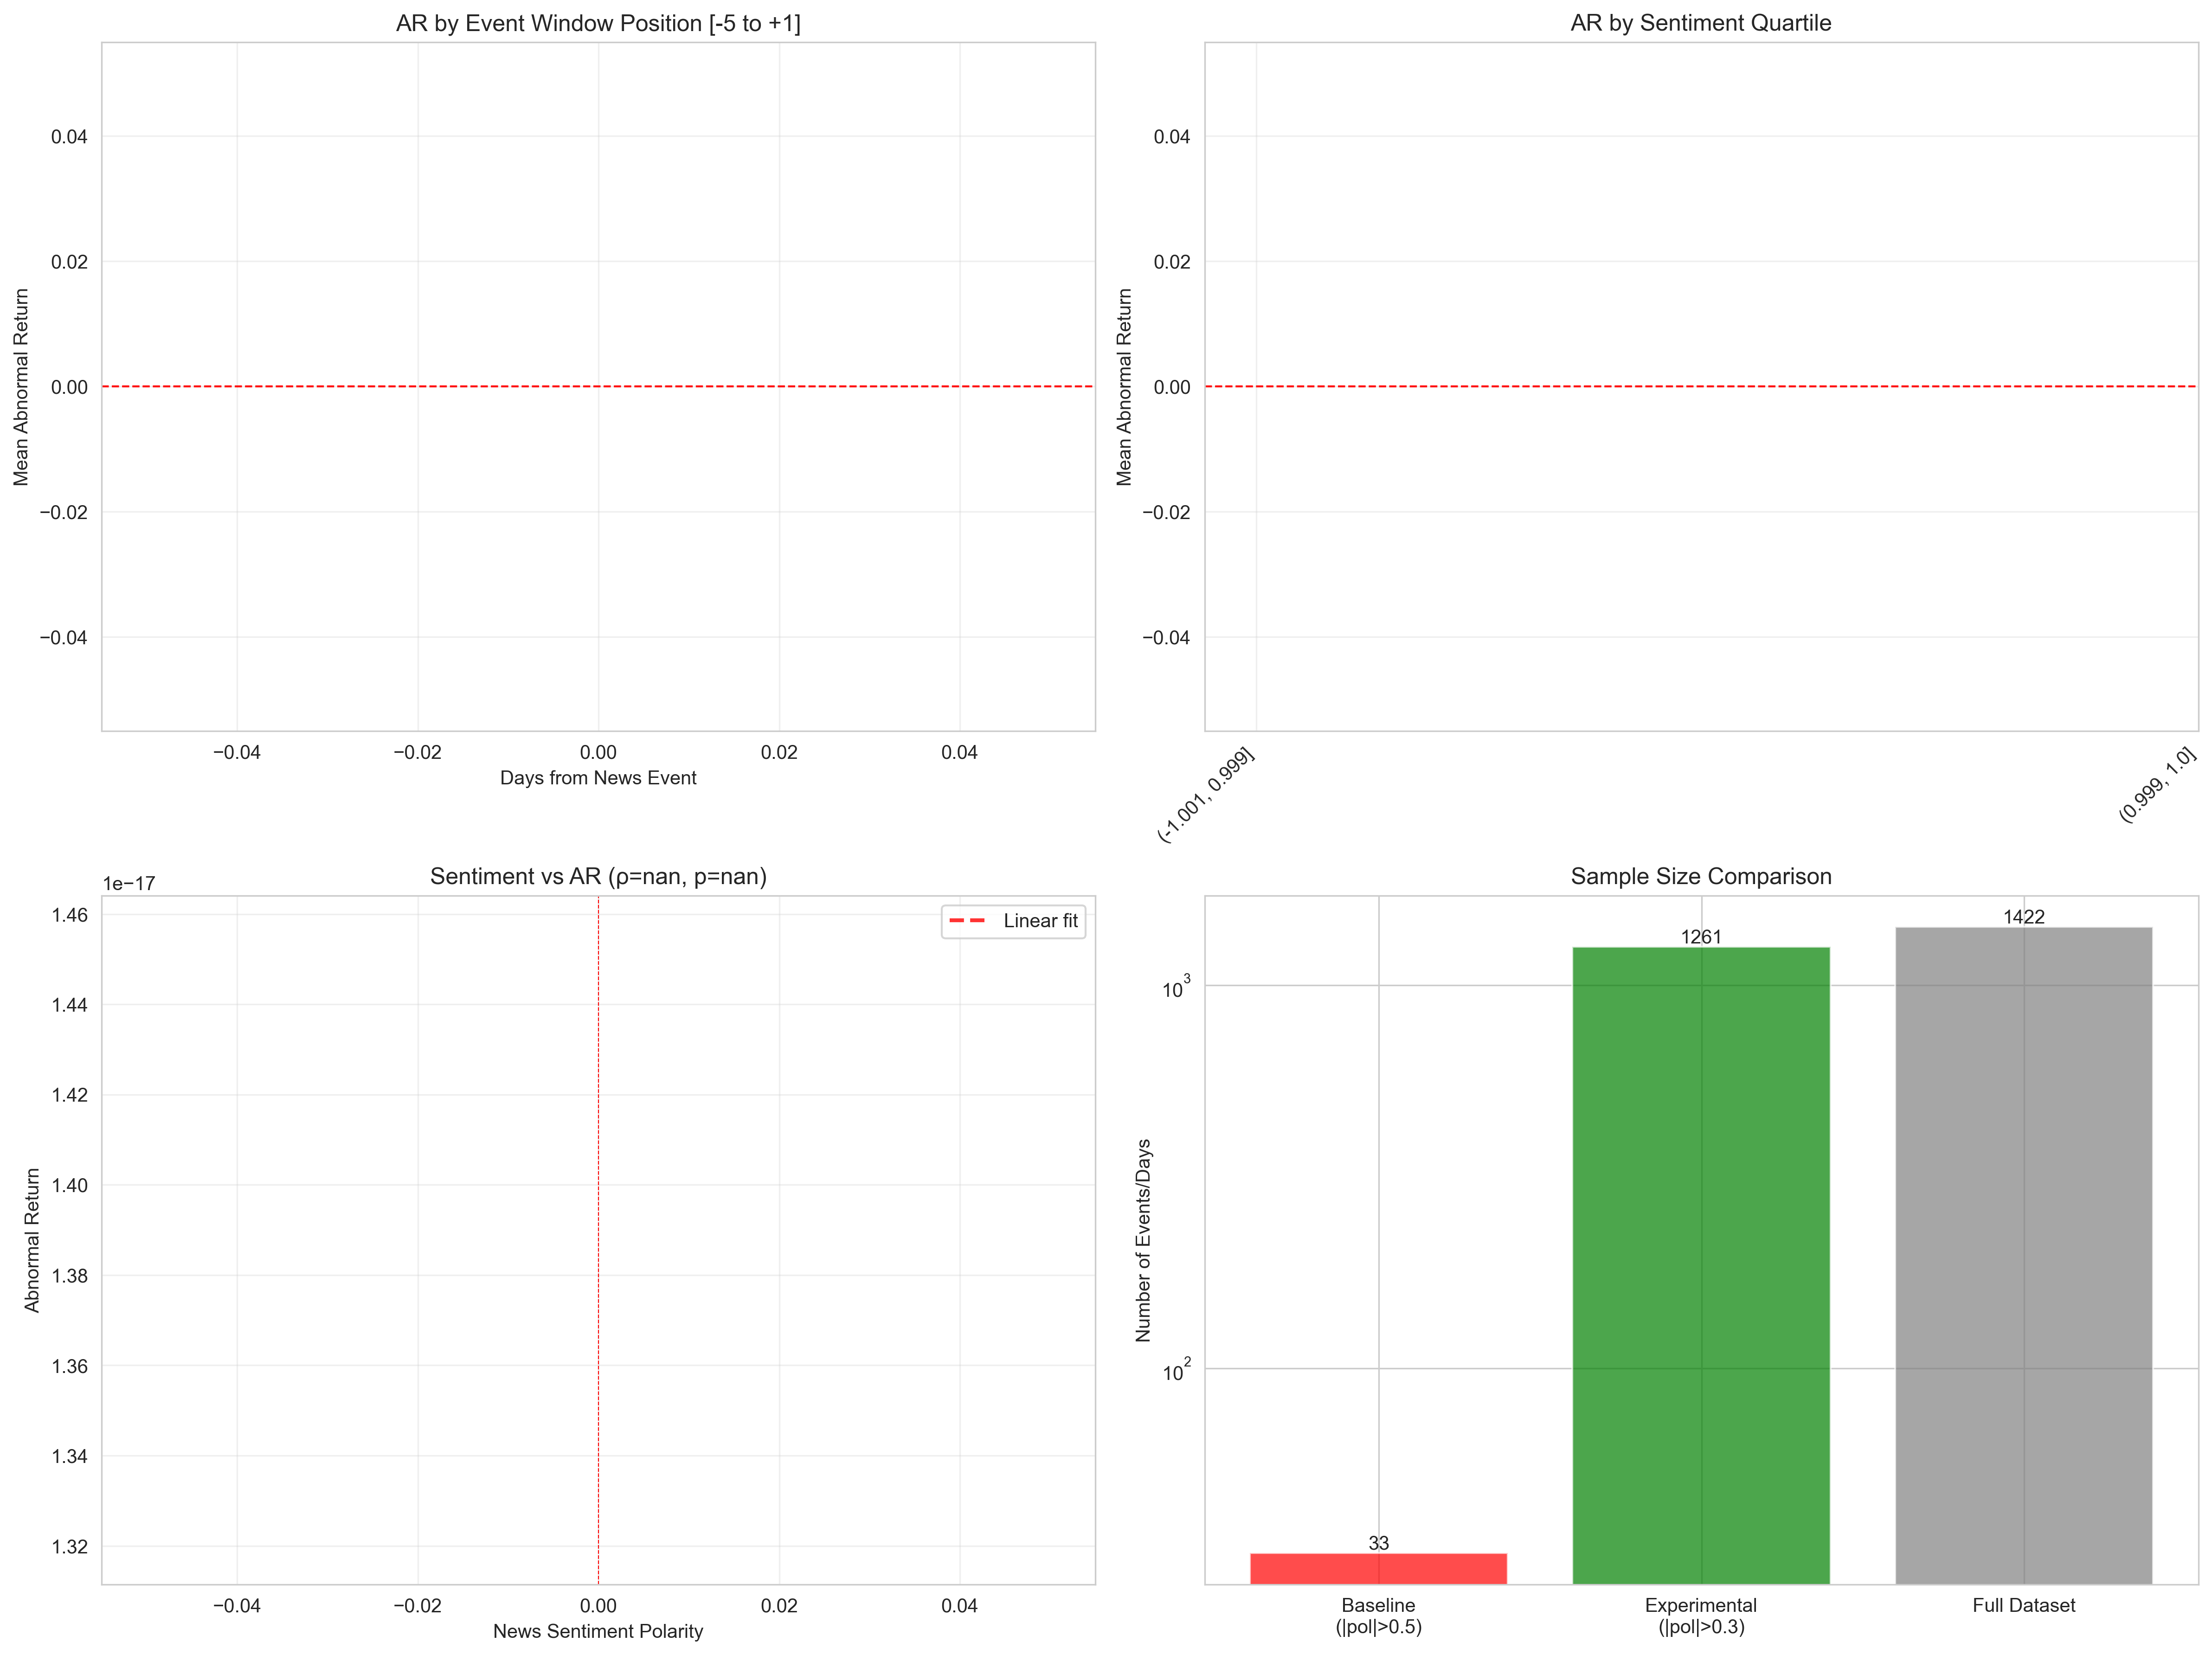 AR by Event Window Position [-5 to +1]
Mean Abnormal Return
0.04
0.02
0.00
−0.02
−0.04
−0.04
−0.02
0.00
0.02
0.04
Days from News Event
AR by Sentiment Quartile
Mean Abnormal Return
0.04
0.02
0.00
−0.02
−0.04
(-1.001, 0.999]
(0.999, 1.0]
Sentiment vs AR (ρ=nan, p=nan)
1e−17
Abnormal Return
1.46
1.44
1.42
1.40
1.38
1.36
1.34
1.32
Linear fit
−0.04
−0.02
0.00
0.02
0.04
News Sentiment Polarity
Sample Size Comparison
Number of Events/Days
10³
10²
33
1261
1422
Baseline
(|pol|>0.5)
Experimental
(|pol|>0.3)
Full Dataset